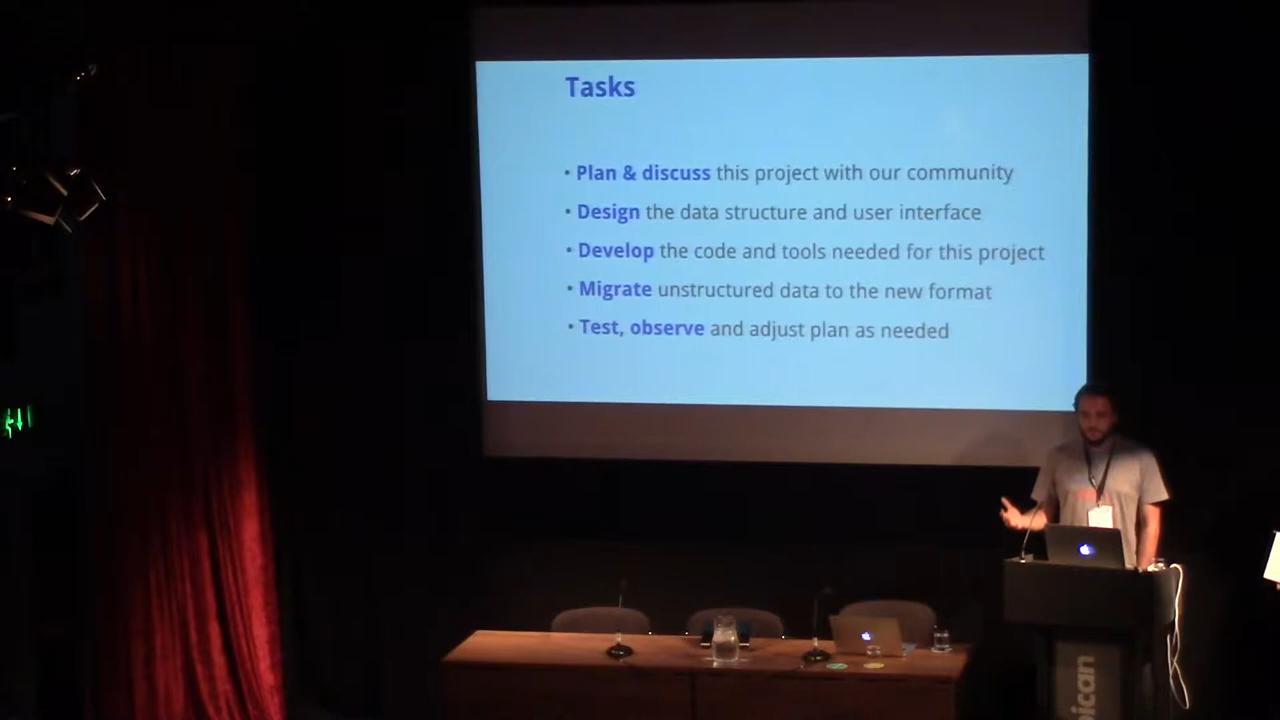 Tasks
• Plan & discuss this project with our community
• Design the data structure and user interface
• Develop the code and tools needed for this project
• Migrate unstructured data to the new format
• Test, observe and adjust plan as needed
bican